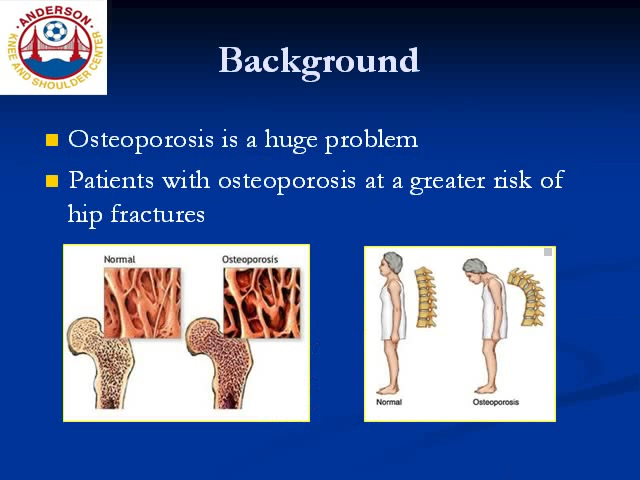 ANDERSON
KNEE AND SHOULDER CENTER
Background
Osteoporosis is a huge problem
Patients with osteoporosis at a greater risk of
hip fractures
Normal
Osteoporosis
Normal
Osteoporosis